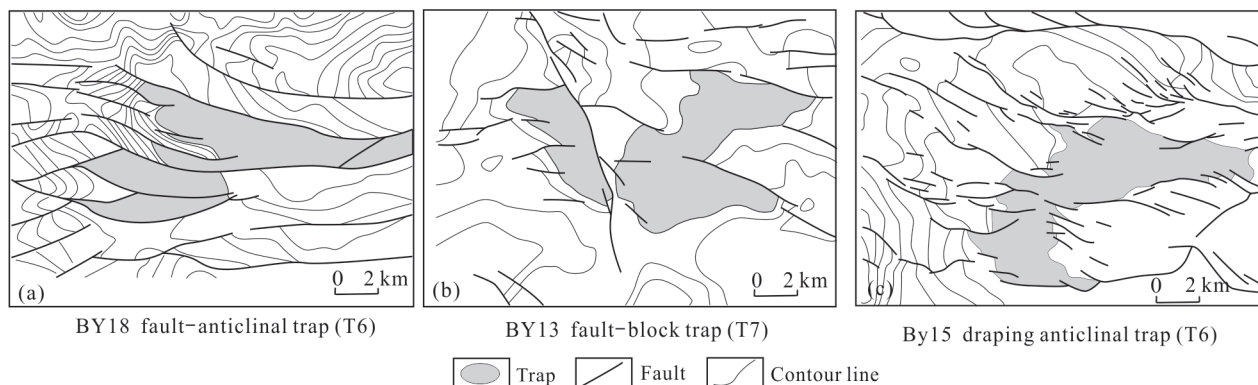 (a)
0 2 km
(b)
0 2 km
(c)
0 2 km
BY18 fault-anticlinal trap (T6)
BY13 fault-block trap (T7)
By15 draping anticlinal trap (T6)
Trap
Fault
Contour line